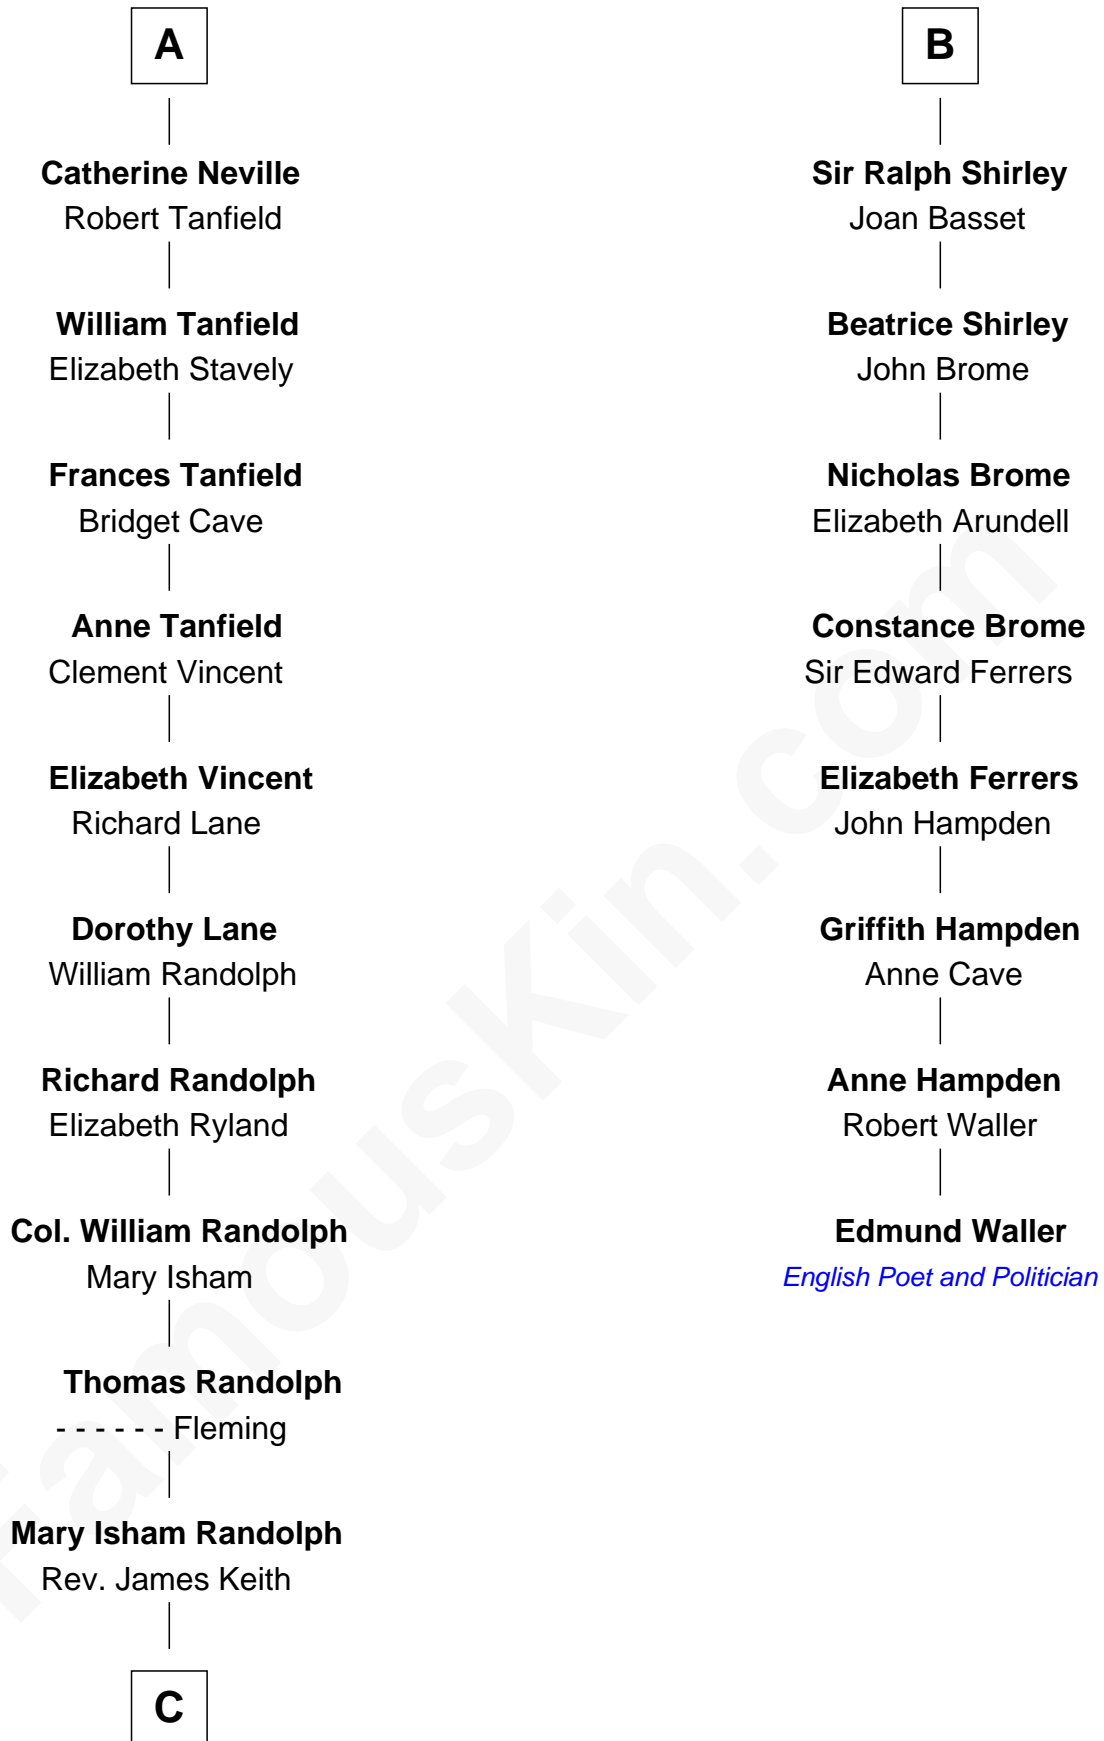 A
Catherine Neville
Robert Tanfield
William Tanfield
Elizabeth Stavely
Frances Tanfield
Bridget Cave
Anne Tanfield
Clement Vincent
Elizabeth Vincent
Richard Lane
Dorothy Lane
William Randolph
Richard Randolph
Elizabeth Ryland
Col. William Randolph
Mary Isham
Thomas Randolph
- - - - - - Fleming
Mary Isham Randolph
Rev. James Keith
C
B
Sir Ralph Shirley
Joan Basset
Beatrice Shirley
John Brome
Nicholas Brome
Elizabeth Arundell
Constance Brome
Sir Edward Ferrers
Elizabeth Ferrers
John Hampden
Griffith Hampden
Anne Cave
Anne Hampden
Robert Waller
Edmund Waller
English Poet and Politician
FamousKin.com